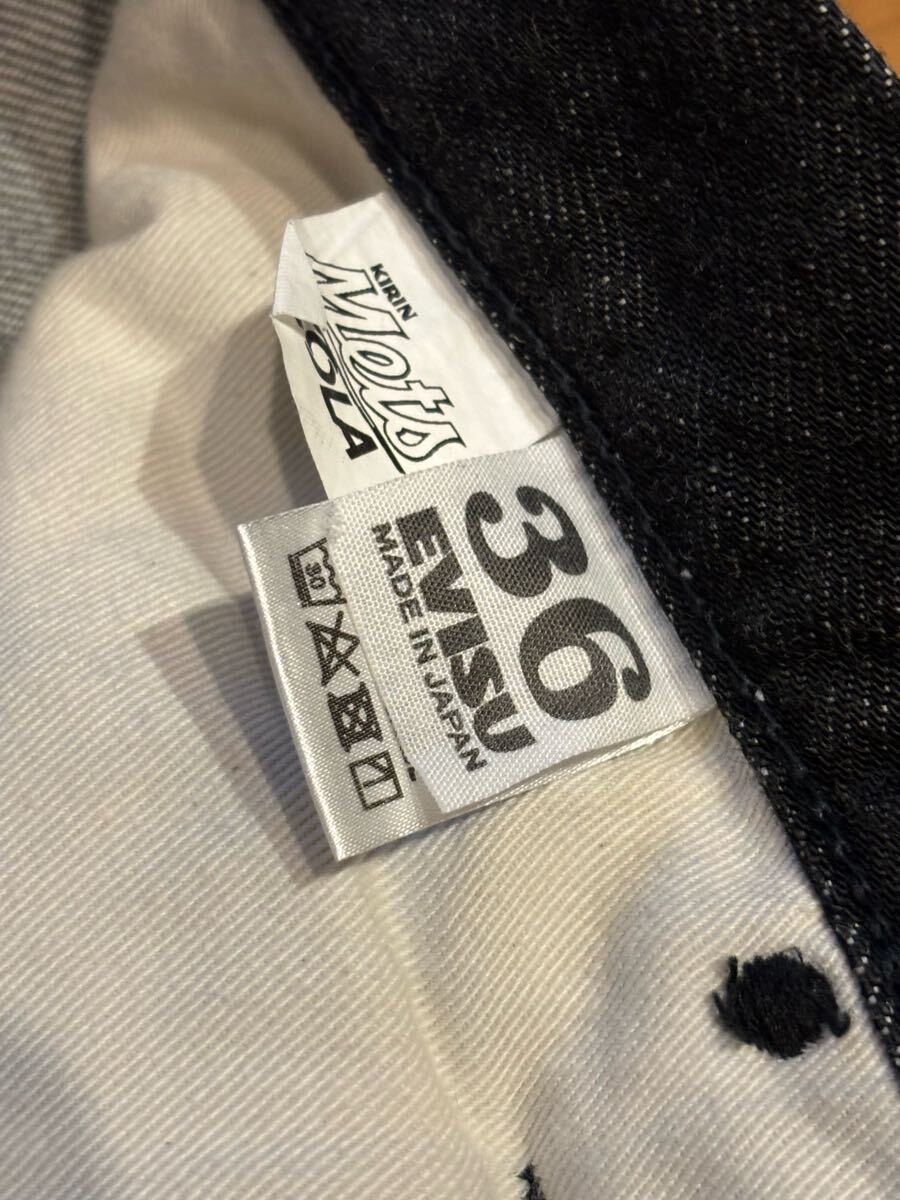 KIRIN
Mets
COLA
36
EVISU
MADE IN JAPAN
30